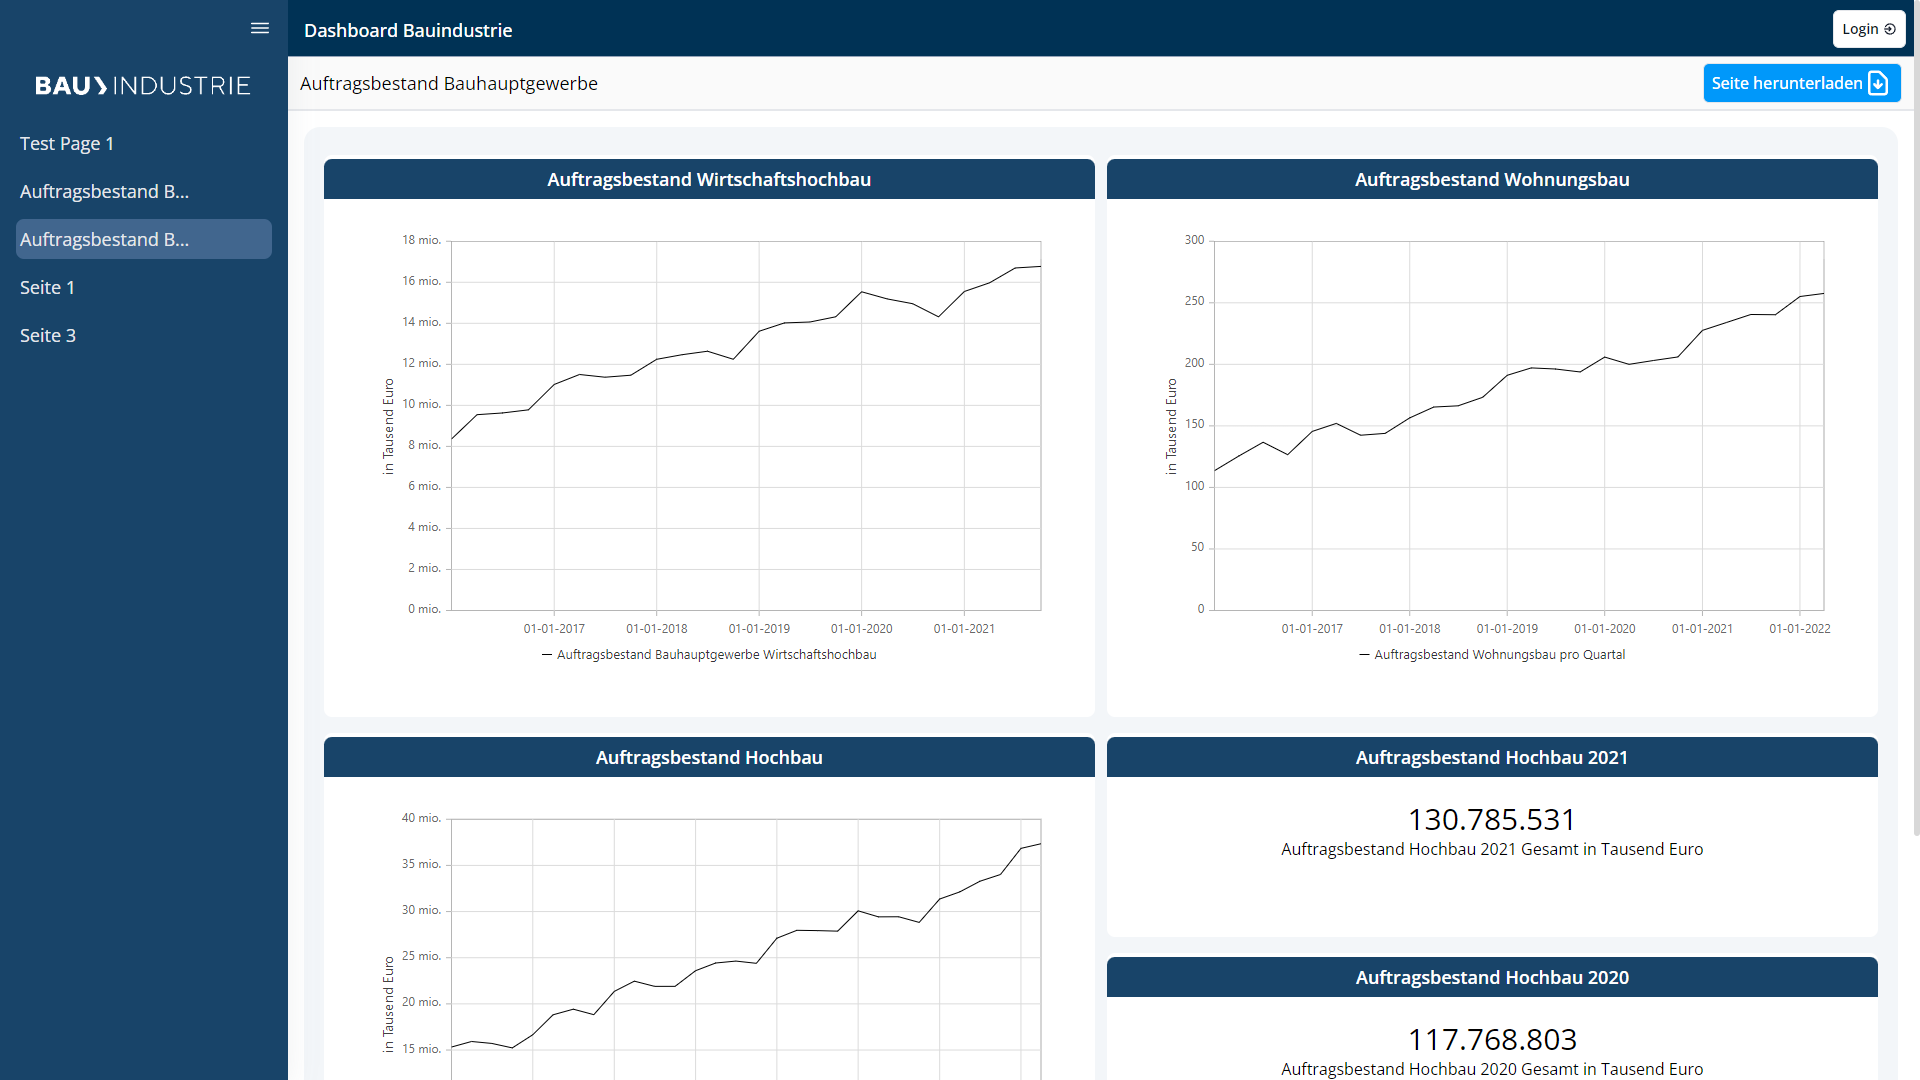 BAU INDUSTRIE
Test Page 1
Auftragsbestand B...
Auftragsbestand B...
Seite 1
Seite 3
Dashboard Bauindustrie
Login
Auftragsbestand Bauhauptgewerbe
Seite herunterladen
Auftragsbestand Wirtschaftshochbau
in Tausend Euro
18 mio.
16 mio.
14 mio.
12 mio.
10 mio.
8 mio.
6 mio.
4 mio.
2 mio.
0 mio.
01-01-2017 01-01-2018 01-01-2019 01-01-2020 01-01-2021
Auftragsbestand Bauhauptgewerbe Wirtschaftshochbau
Auftragsbestand Wohnungsbau
in Tausend Euro
300
250
200
150
100
50
0
01-01-2017 01-01-2018 01-01-2019 01-01-2020 01-01-2021 01-01-2022
Auftragsbestand Wohnungsbau pro Quartal
Auftragsbestand Hochbau
in Tausend Euro
40 mio.
35 mio.
30 mio.
25 mio.
20 mio.
15 mio.
Auftragsbestand Hochbau 2021
130.785.531
Auftragsbestand Hochbau 2021 Gesamt in Tausend Euro
Auftragsbestand Hochbau 2020
117.768.803
Auftragsbestand Hochbau 2020 Gesamt in Tausend Euro